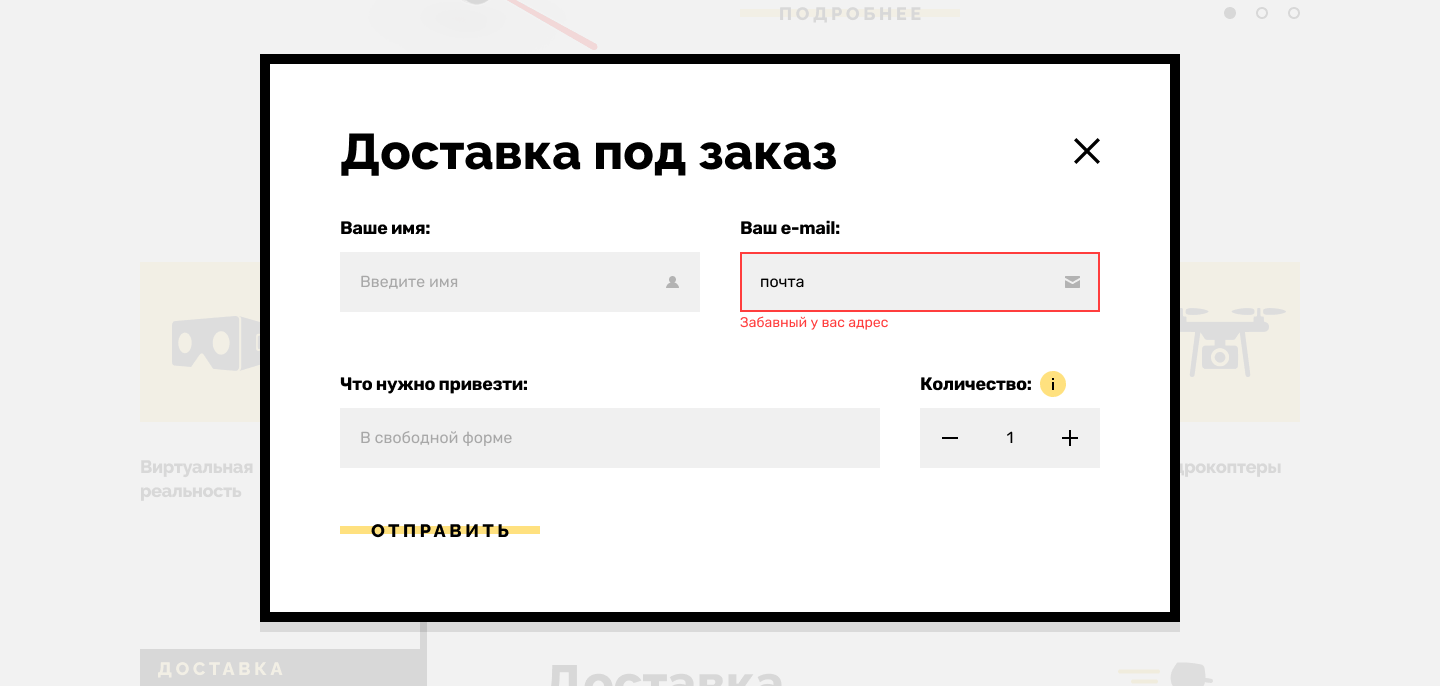 ПОДРОБНЕЕ
Доставка под заказ
Ваше имя:
Ваш e-mail:
Введите имя
почта
Забавный у вас адрес
Что нужно привезти:
Количество:
i
В свободной форме
1
Виртуальная
реальность
дрокоптеры
ОТПРАВИТЬ
ДОСТАВКА
Доставка